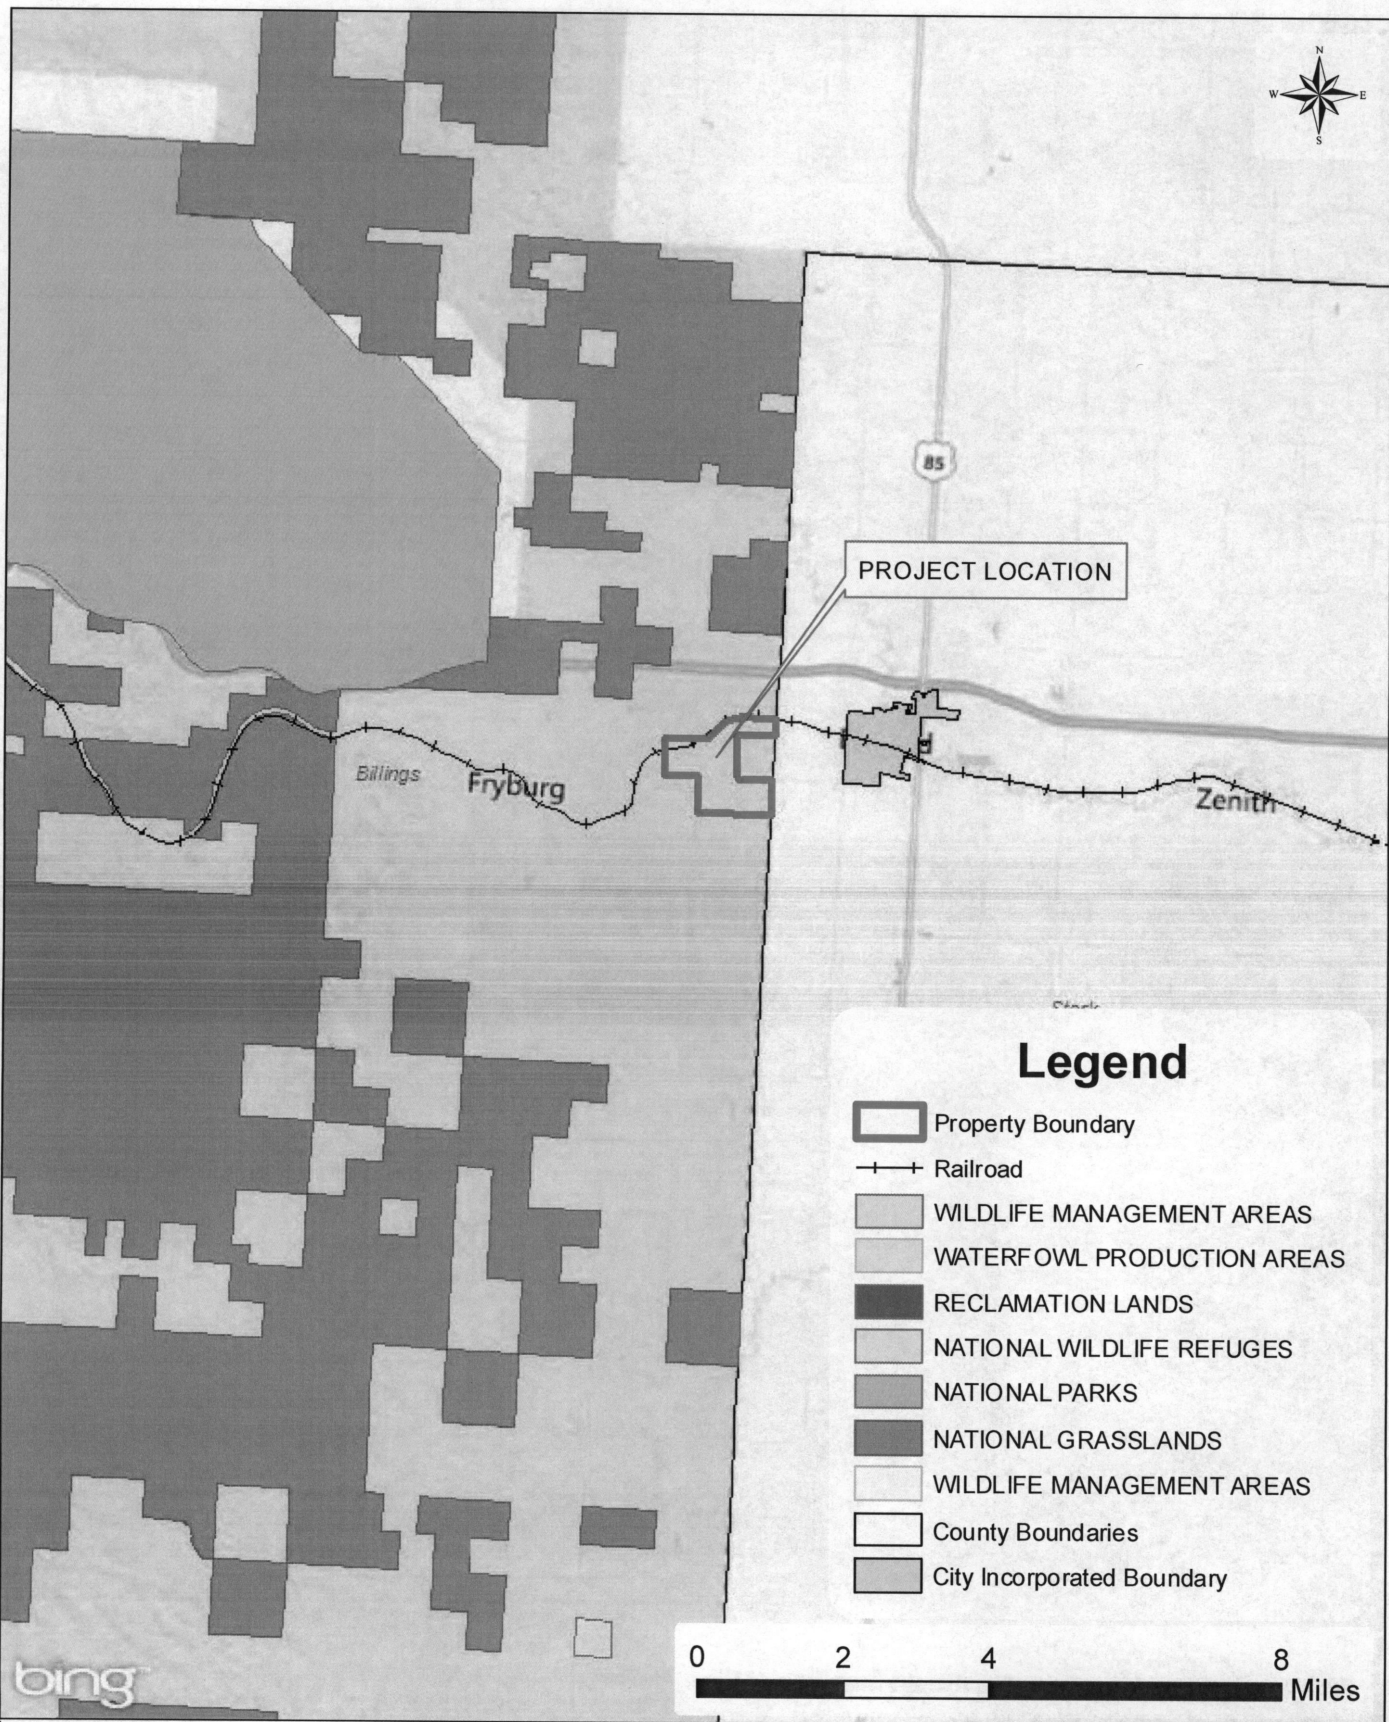 N
W E
S
85
PROJECT LOCATION
Billings
Fryburg
d
Zenith
Stark
Legend
Property Boundary
Railroad
WILDLIFE MANAGEMENT AREAS
WATERFOWL PRODUCTION AREAS
RECLAMATION LANDS
NATIONAL WILDLIFE REFUGES
NATIONAL PARKS
NATIONAL GRASSLANDS
WILDLIFE MANAGEMENT AREAS
County Boundaries
City Incorporated Boundary
bing
0 2 4 8
Miles